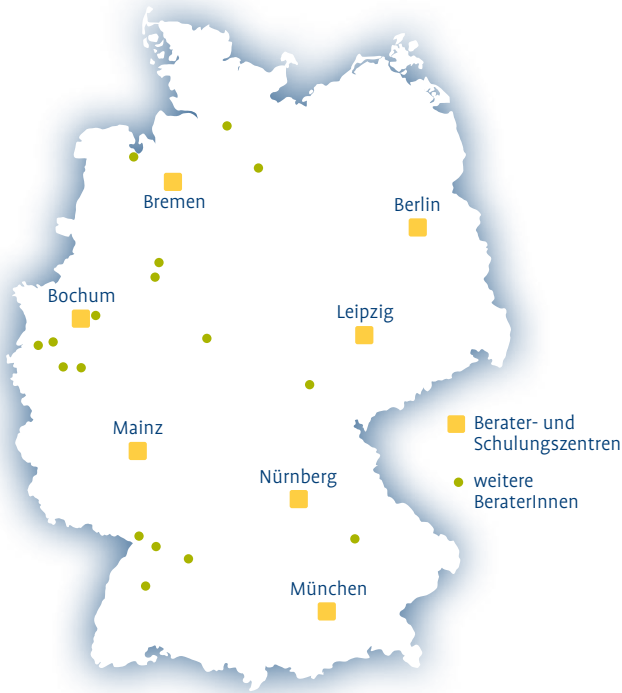 Bremen
Berlin
Bochum
Leipzig
Mainz
Nürnberg
München
Berater- und
Schulungszentren
weitere
BeraterInnen